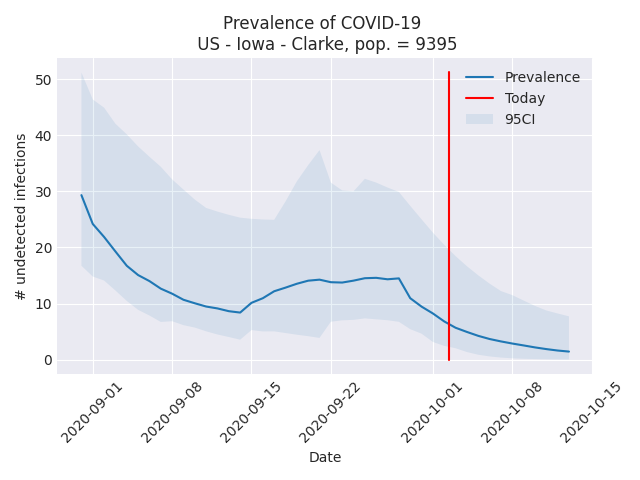 Prevalence of COVID-19
US - Iowa - Clarke, pop. = 9395
# undetected infections
50
40
30
20
10
0
Prevalence
Today
95CI
2020-09-01
2020-09-08
2020-09-15
2020-09-22
2020-10-01
2020-10-08
2020-10-15
Date